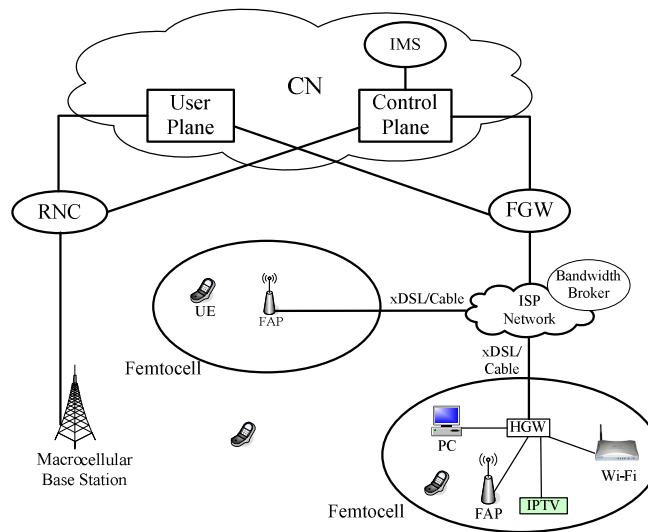 IMS
CN
User
Plane
Control
Plane
RNC
FGW
Bandwidth
Broker
ISP
Network
xDSL/Cable
UE
FAP
Femtocell
xDSL/
Cable
HGW
PC
Wi-Fi
FAP
IPTV
Femtocell
Macrocellular
Base Station